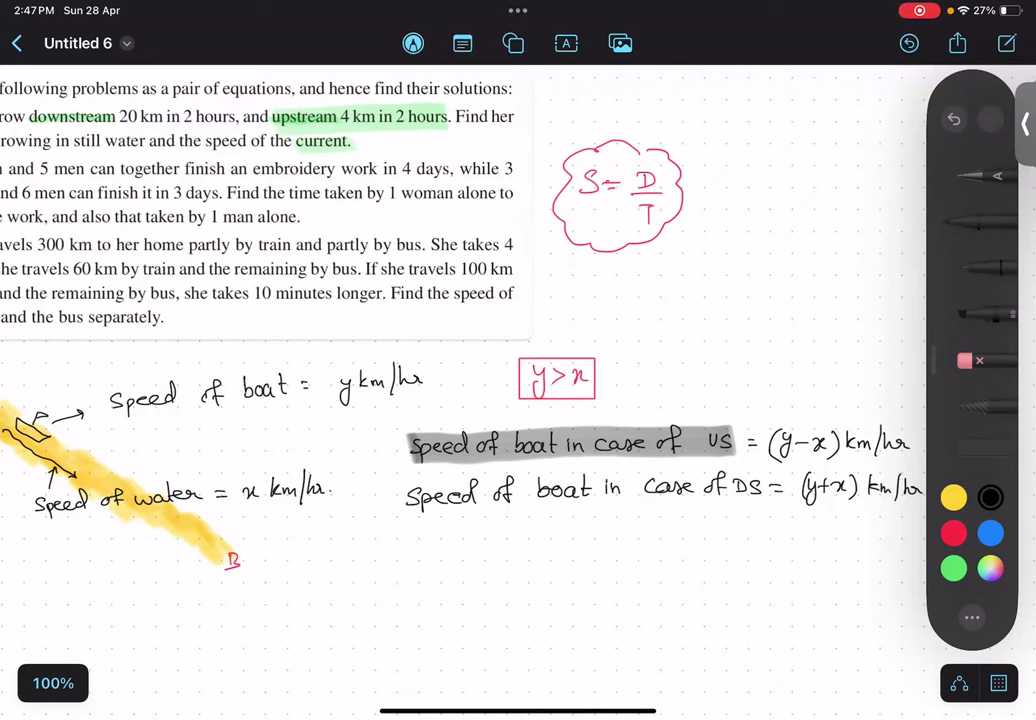 2:47PM Sun 28 Apr
27%
Untitled 6
A
following problems as a pair of equations, and hence find their solutions:
row downstream 20 km in 2 hours, and upstream 4 km in 2 hours. Find her
rowing in still water and the speed of the current.
n and 5 men can together finish an embroidery work in 4 days, while 3
nd 6 men can finish it in 3 days. Find the time taken by 1 woman alone to
e work, and also that taken by 1 man alone.
avels 300 km to her home partly by train and partly by bus. She takes 4
she travels 60 km by train and the remaining by bus. If she travels 100 km
and the remaining by bus, she takes 10 minutes longer. Find the speed of
and the bus separately.
S = D/T
speed of boat = y km/hr
y > x
speed of boat in case of US = (y-x) km/hr
speed of boat in case of DS = (y+x) km/hr
speed of water = x km/hr.
B
100%